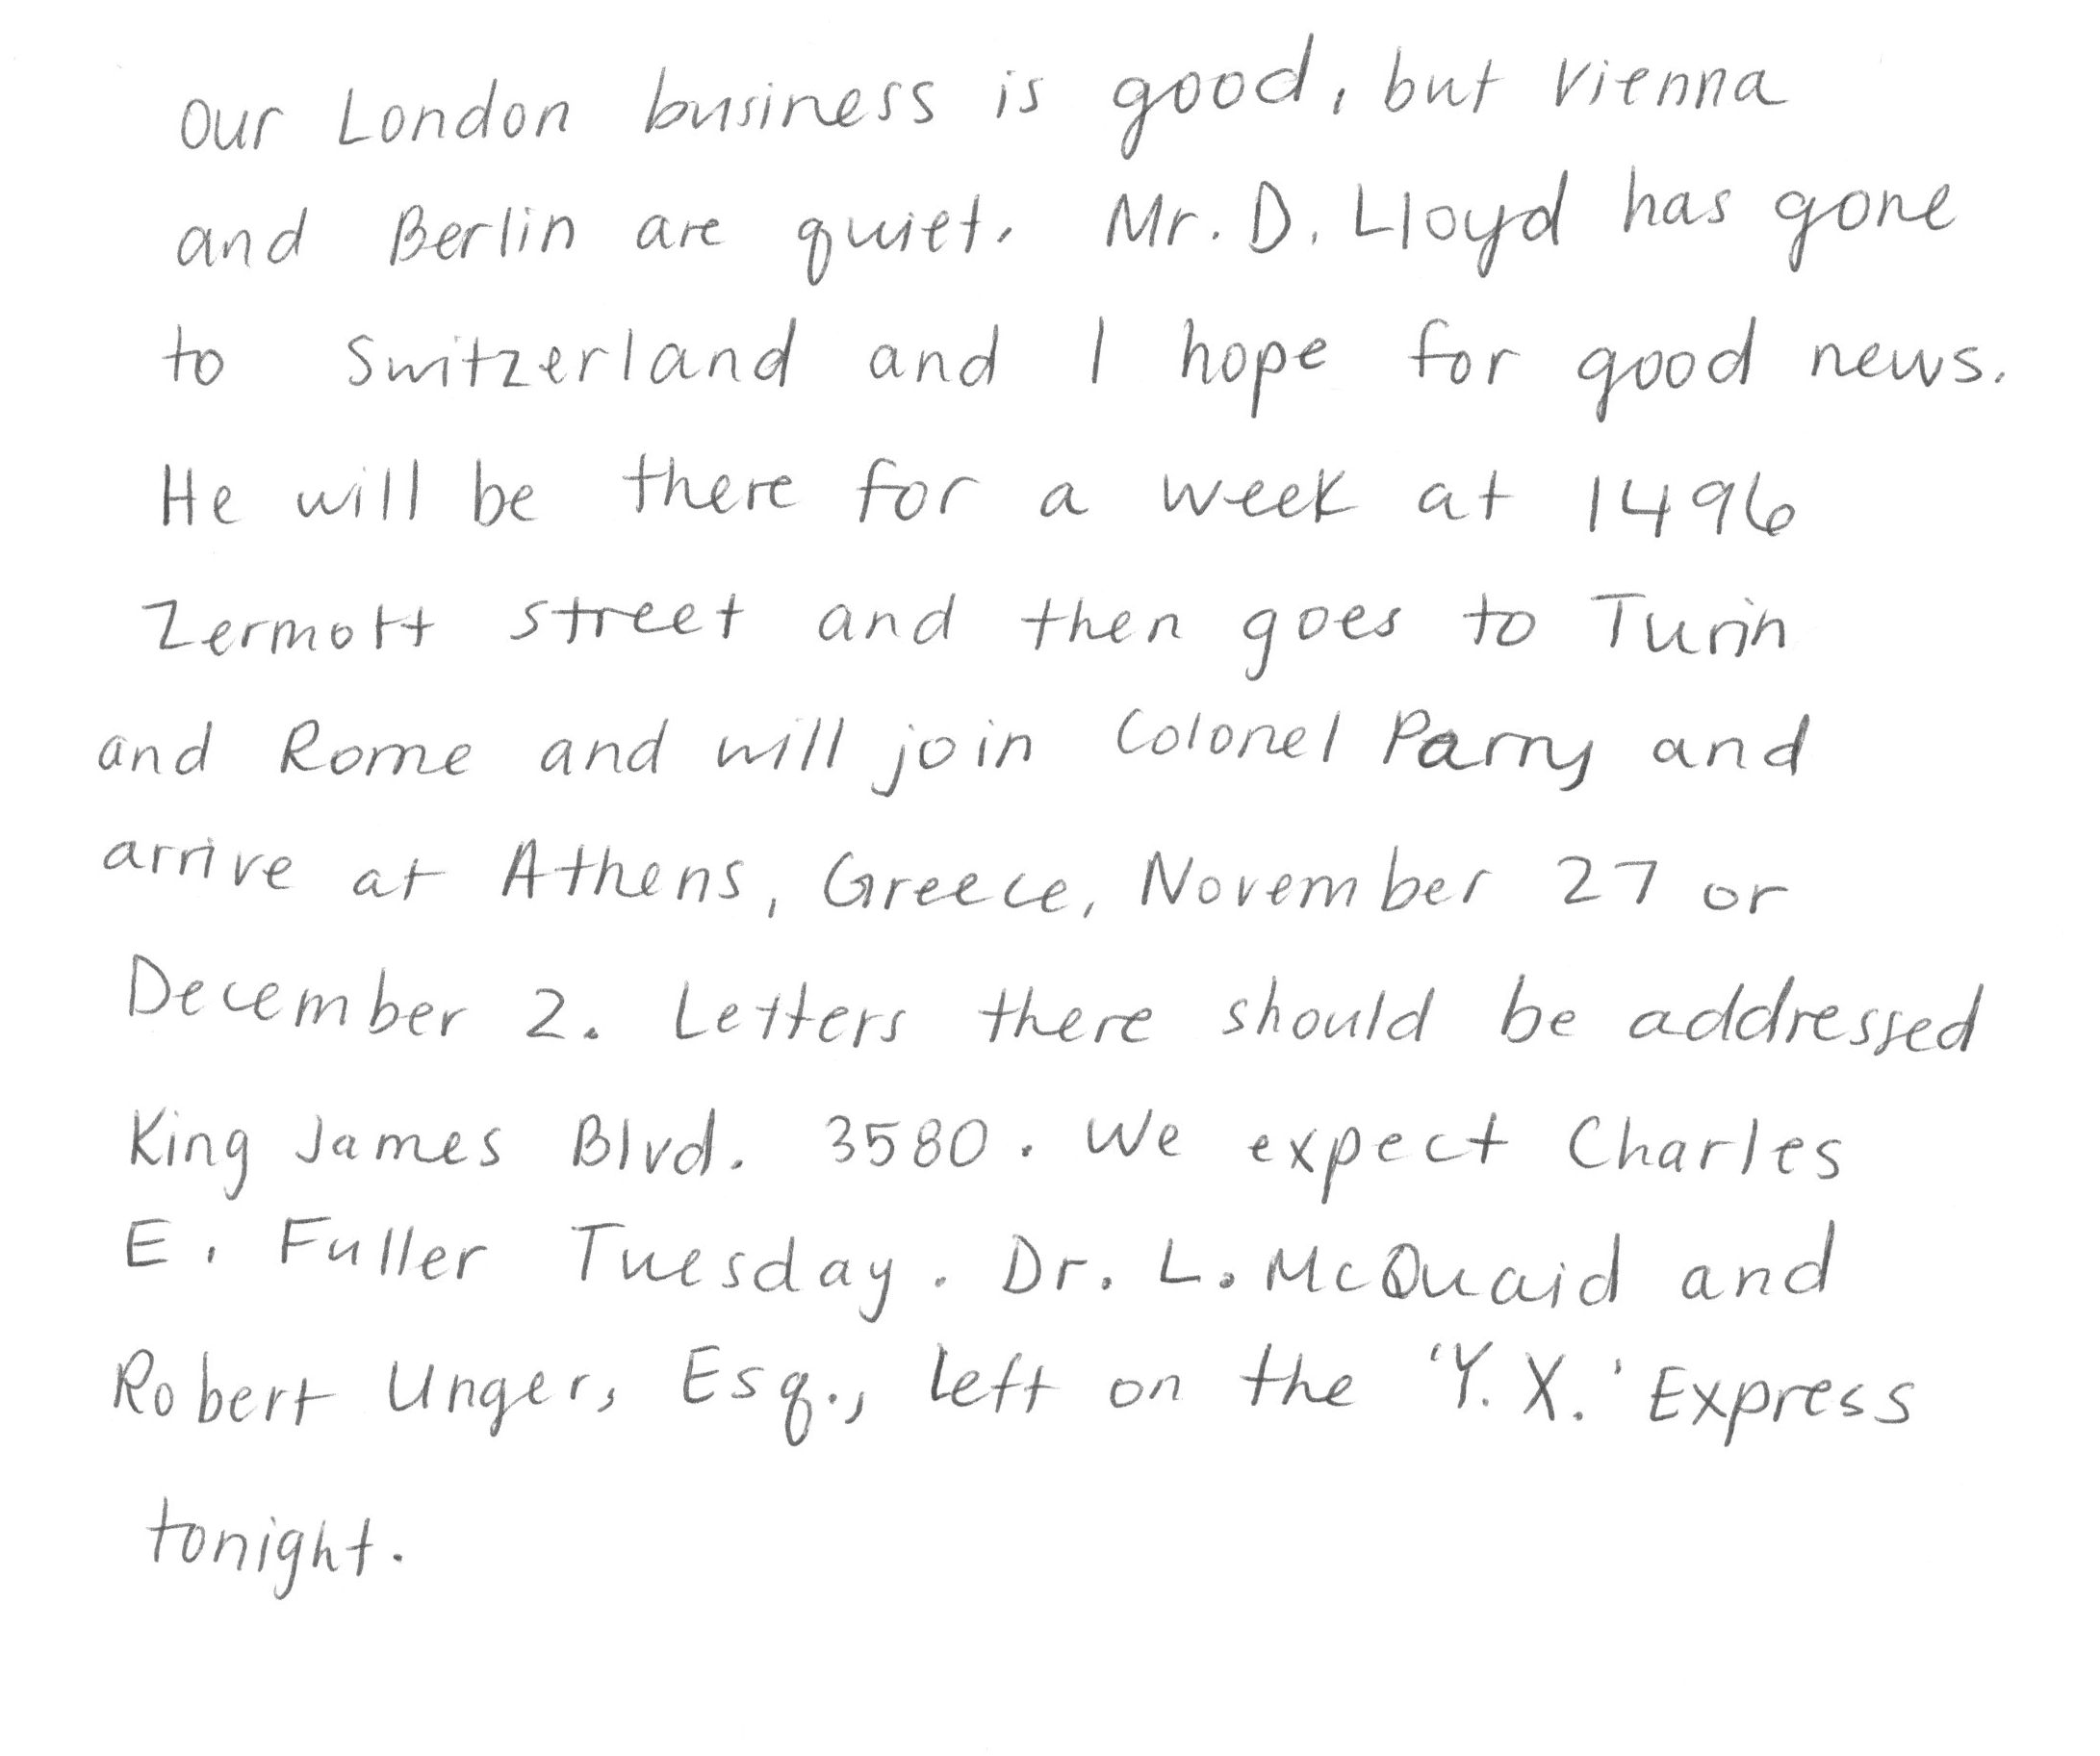 Our London business is good, but Vienna
and Berlin are quiet. Mr. D. Lloyd has gone
to Switzerland and I hope for good news.
He will be there for a week at 1496
Zermott street and then goes to Turin
and Rome and will join Colonel Parry and
arrive at Athens, Greece, November 27 or
December 2. Letters there should be addressed
King James Blvd. 3580. We expect Charles
E. Fuller Tuesday. Dr. L. McQuaid and
Robert Unger, Esq., left on the 'Y.X.' Express
tonight.